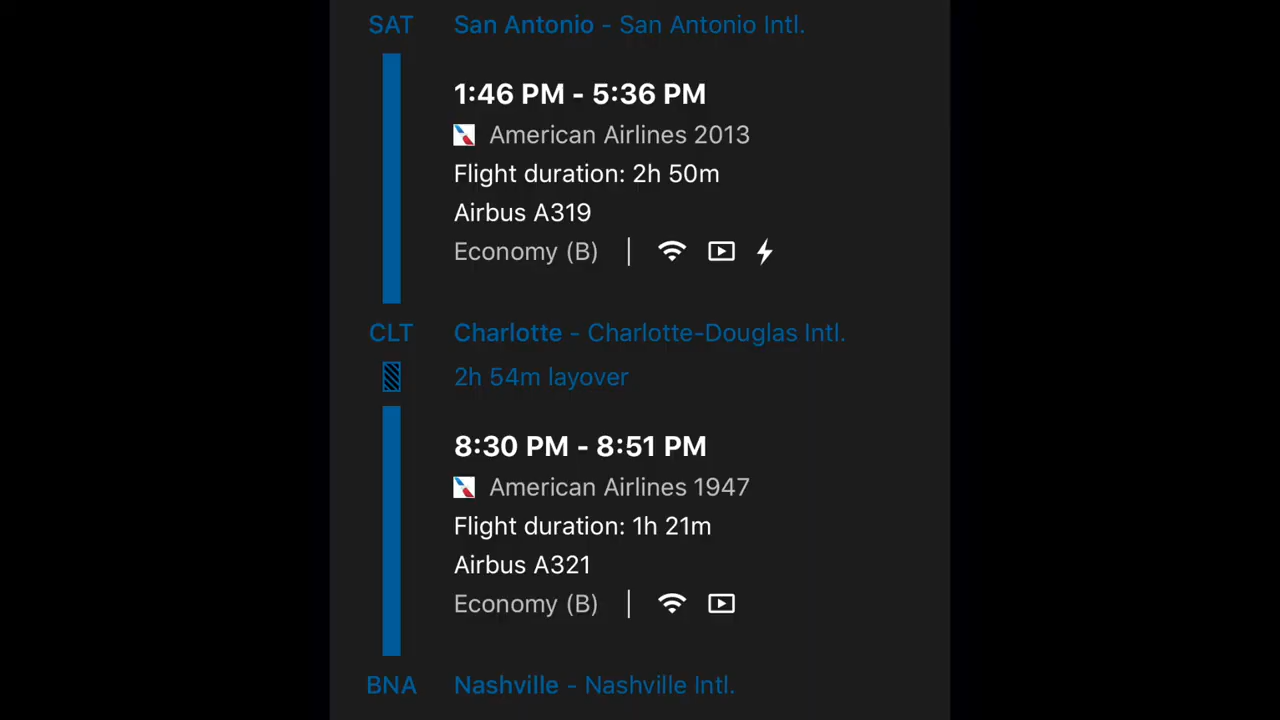 SAT San Antonio - San Antonio Intl.
1:46 PM - 5:36 PM
American Airlines 2013
Flight duration: 2h 50m
Airbus A319
Economy (B) |
CLT Charlotte - Charlotte-Douglas Intl.
2h 54m layover
8:30 PM - 8:51 PM
American Airlines 1947
Flight duration: 1h 21m
Airbus A321
Economy (B) |
BNA Nashville - Nashville Intl.